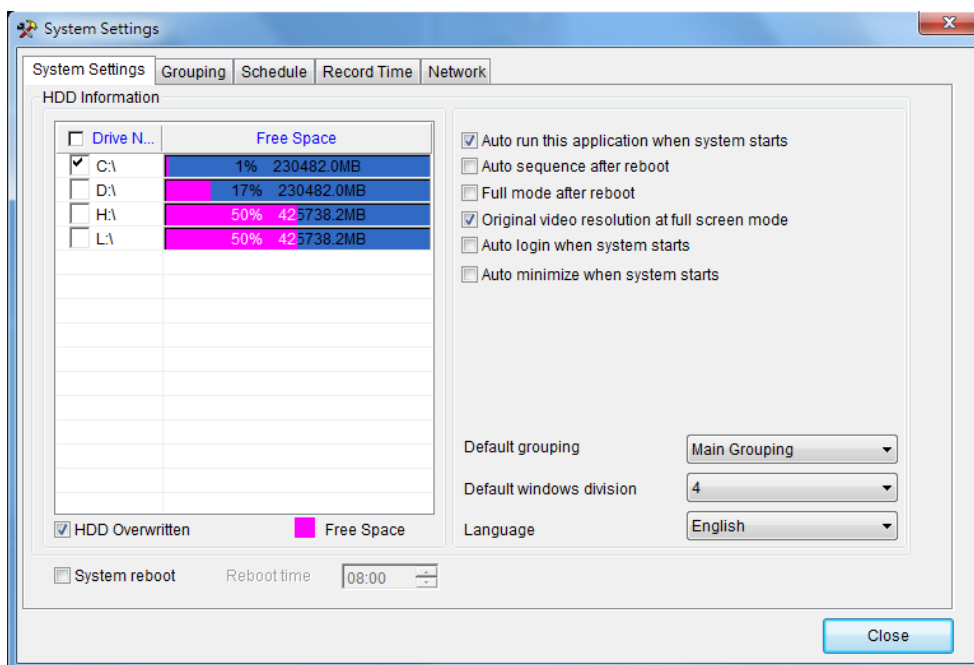 System Settings
System Settings Grouping Schedule Record Time Network
HDD Information
Drive N... Free Space
C:\ 1% 230482.0MB
D:\ 17% 230482.0MB
H:\ 50% 425738.2MB
L:\ 50% 425738.2MB
HDD Overwritten Free Space
Auto run this application when system starts
Auto sequence after reboot
Full mode after reboot
Original video resolution at full screen mode
Auto login when system starts
Auto minimize when system starts
Default grouping Main Grouping
Default windows division 4
Language English
System reboot Reboot time 08:00
Close